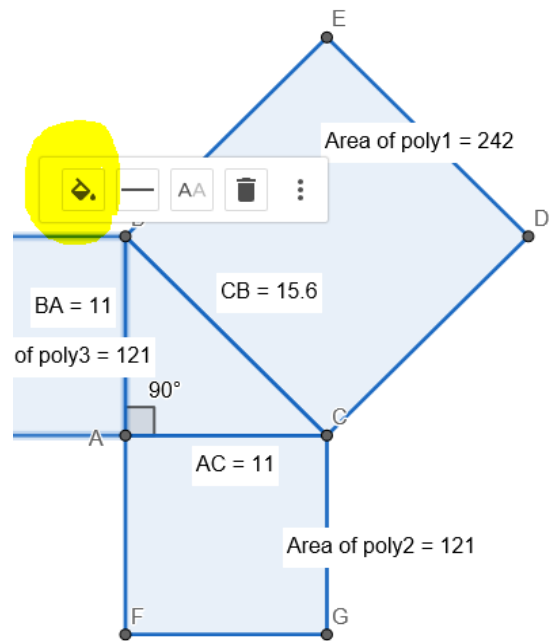 E
Area of poly1 = 242
AA
D
CB = 15.6
BA = 11
of poly3 = 121
90°
C
A
AC = 11
Area of poly2 = 121
F
G